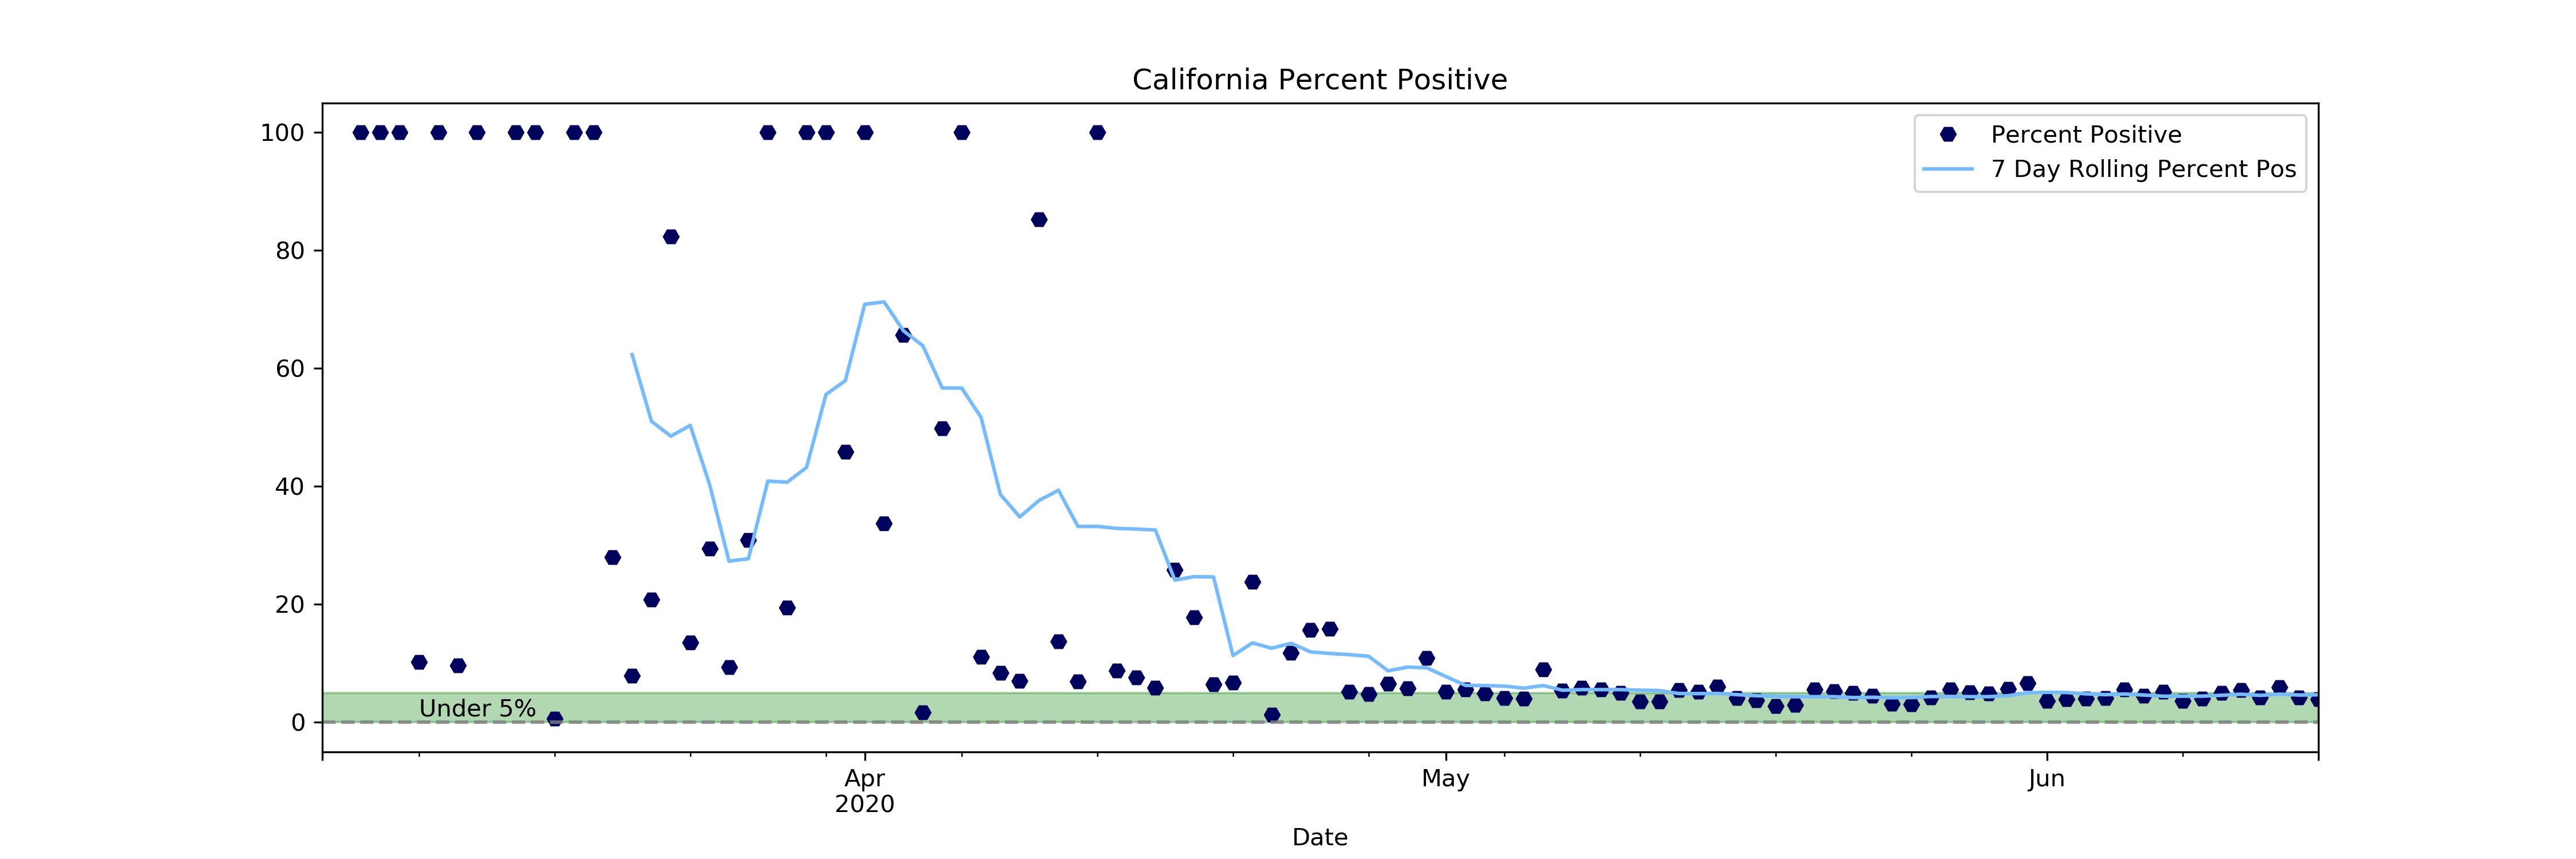 California Percent Positive
Percent Positive
7 Day Rolling Percent Pos
100
80
60
40
20
0
Under 5%
Apr
2020
May
Jun
Date